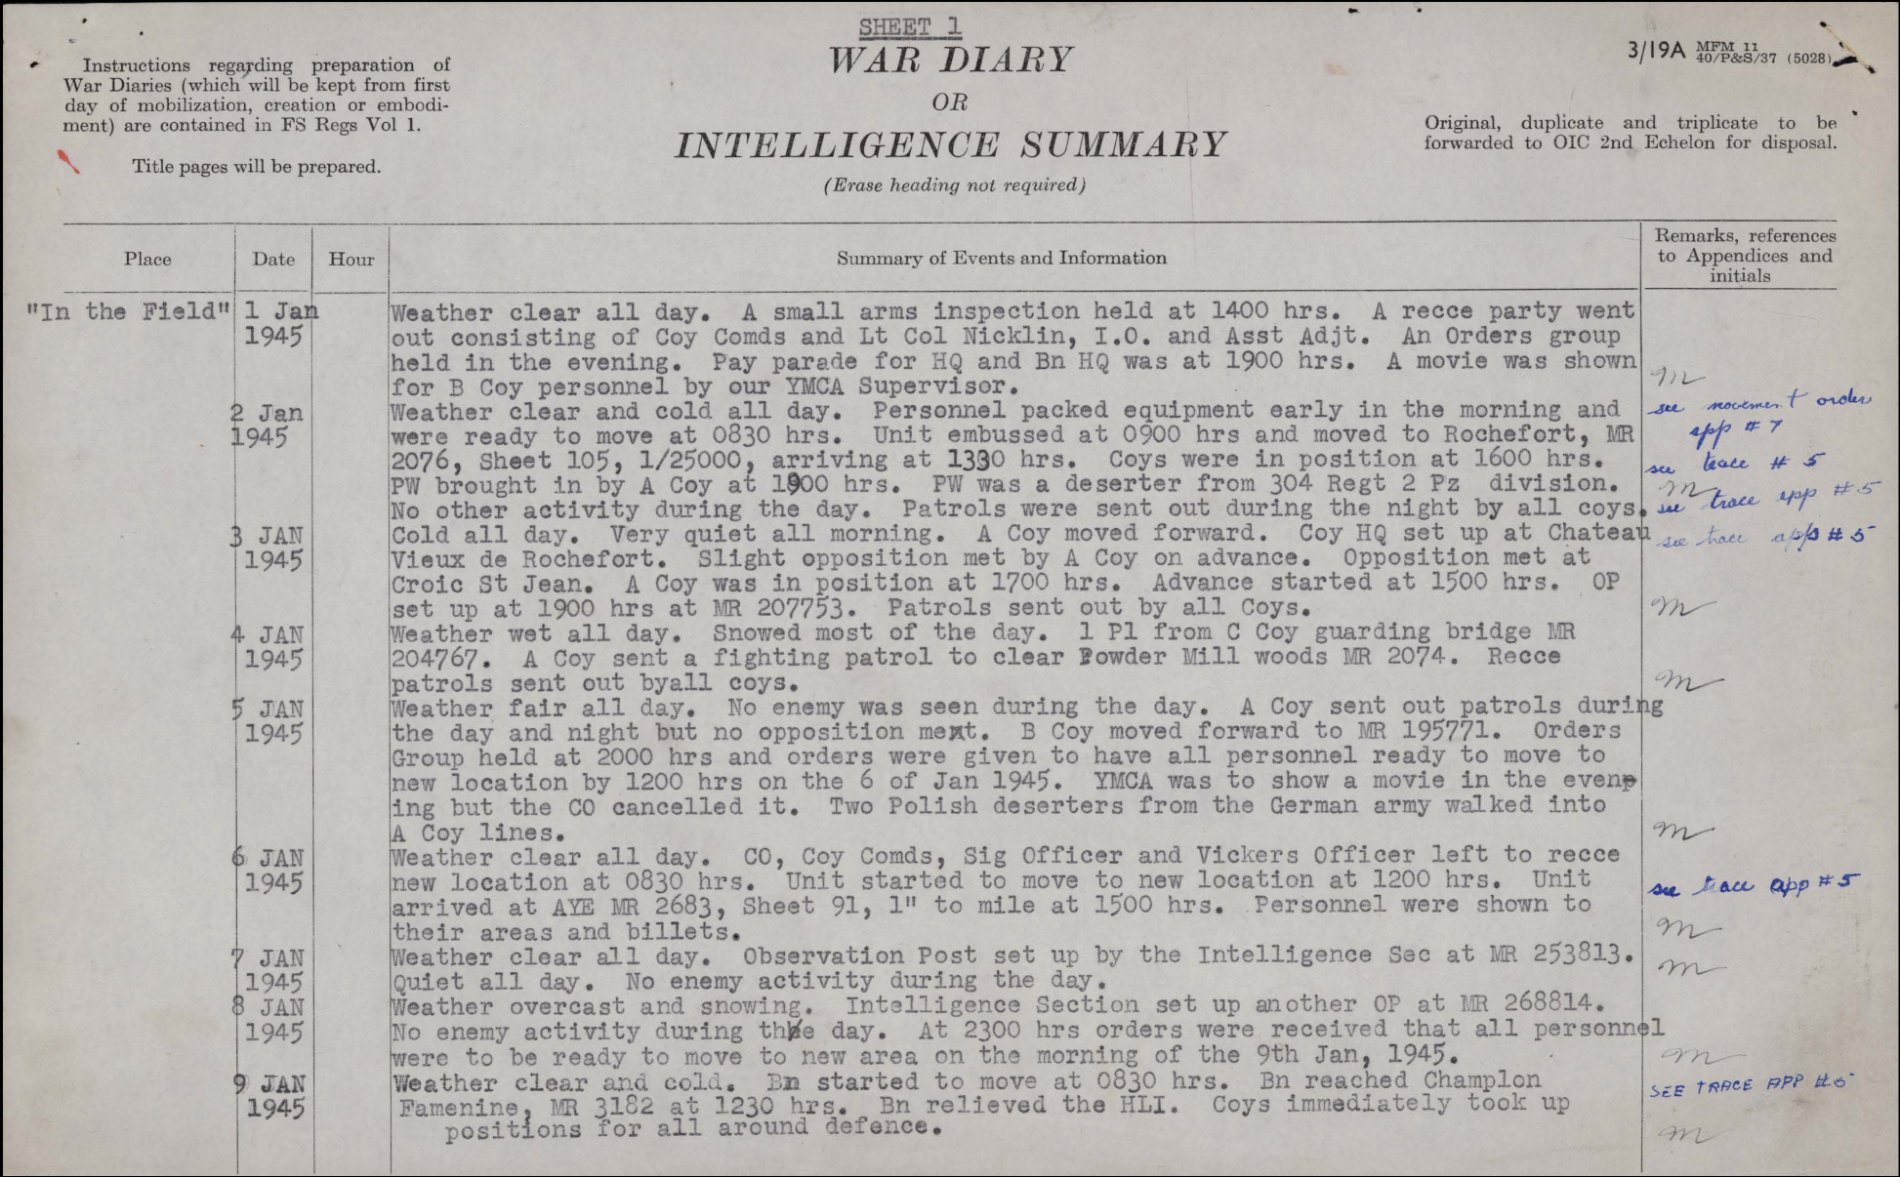 SHEET 1
WAR DIARY
OR
INTELLIGENCE SUMMARY
(Erase heading not required)
Instructions regarding preparation of
War Diaries (which will be kept from first
day of mobilization, creation or embodi-
ment) are contained in FS Regs Vol 1.
Title pages will be prepared.
3/19A MFM 11
40/P&S/37 (5028)
Original, duplicate and triplicate to be
forwarded to OIC 2nd Echelon for disposal.
Place Date Hour Summary of Events and Information Remarks, references
to Appendices and
initials
"In the Field" 1 Jan Weather clear all day. A small arms inspection held at 1400 hrs. A recce party went
1945 out consisting of Coy Comds and Lt Col Nicklin, I.O. and Asst Adjt. An Orders group
held in the evening. Pay parade for HQ and Bn HQ was at 1900 hrs. A movie was shown
for B Coy personnel by our YMCA Supervisor. m
2 Jan Weather clear and cold all day. Personnel packed equipment early in the morning and see movement order
1945 were ready to move at 0830 hrs. Unit embussed at 0900 hrs and moved to Rochefort, MR app # 7
2076, Sheet 105, 1/25000, arriving at 1330 hrs. Coys were in position at 1600 hrs. see trace # 5
PW brought in by A Coy at 1900 hrs. PW was a deserter from 304 Regt 2 Pz division. m
No other activity during the day. Patrols were sent out during the night by all coys. see trace app # 5
3 JAN Cold all day. Very quiet all morning. A Coy moved forward. Coy HQ set up at Chateau see trace app # 5
1945 Vieux de Rochefort. Slight opposition met by A Coy on advance. Opposition met at
Croic St Jean. A Coy was in position at 1700 hrs. Advance started at 1500 hrs. OP
set up at 1900 hrs at MR 207753. Patrols sent out by all Coys. m
4 JAN Weather wet all day. Snowed most of the day. 1 Pl from C Coy guarding bridge MR
1945 204767. A Coy sent a fighting patrol to clear Powder Mill woods MR 2074. Recce
patrols sent out byall coys. m
5 JAN Weather fair all day. No enemy was seen during the day. A Coy sent out patrols during
1945 the day and night but no opposition mext. B Coy moved forward to MR 195771. Orders
Group held at 2000 hrs and orders were given to have all personnel ready to move to
new location by 1200 hrs on the 6 of Jan 1945. YMCA was to show a movie in the even-
ing but the CO cancelled it. Two Polish deserters from the German army walked into
A Coy lines. m
6 JAN Weather clear all day. CO, Coy Comds, Sig Officer and Vickers Officer left to recce
1945 new location at 0830 hrs. Unit started to move to new location at 1200 hrs. Unit see trace app # 5
arrived at AYE MR 2683, Sheet 91, 1" to mile at 1500 hrs. Personnel were shown to
their areas and billets. m
7 JAN Weather clear all day. Observation Post set up by the Intelligence Sec at MR 253813. m
1945 Quiet all day. No enemy activity during the day.
8 JAN Weather overcast and snowing. Intelligence Section set up another OP at MR 268814.
1945 No enemy activity during the day. At 2300 hrs orders were received that all personnel
were to be ready to move to new area on the morning of the 9th Jan, 1945. m
9 JAN Weather clear and cold. Bn started to move at 0830 hrs. Bn reached Champlon SEE TRACE APP #5
1945 Famenine, MR 3182 at 1230 hrs. Bn relieved the HLI. Coys immediately took up
positions for all around defence. m